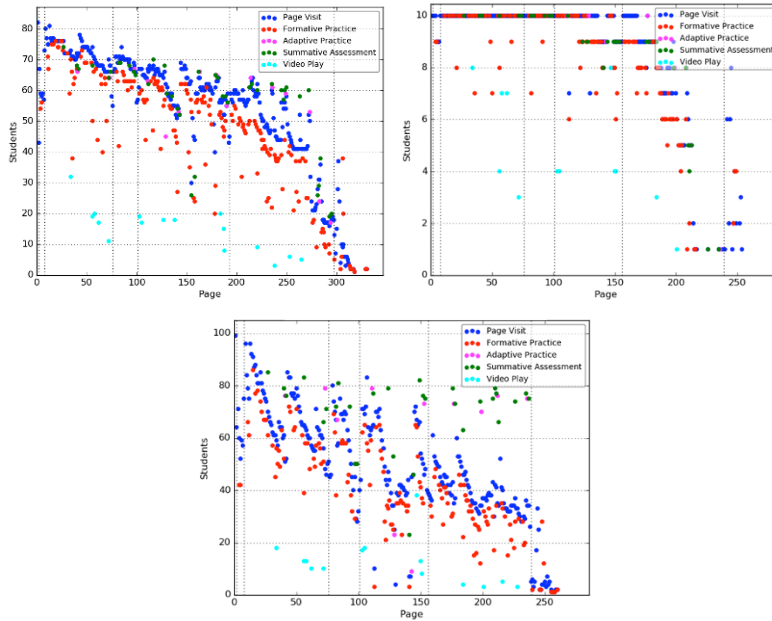 90
80
70
60
50
40
30
20
10
0
Students
0 50 100 150 200 250 300 350
Page
Page Visit
Formative Practice
Adaptive Practice
Summative Assessment
Video Play
10
8
6
4
2
0
Students
0 50 100 150 200 250
Page
Page Visit
Formative Practice
Adaptive Practice
Summative Assessment
Video Play
100
80
60
40
20
0
Students
0 50 100 150 200 250
Page
Page Visit
Formative Practice
Adaptive Practice
Summative Assessment
Video Play